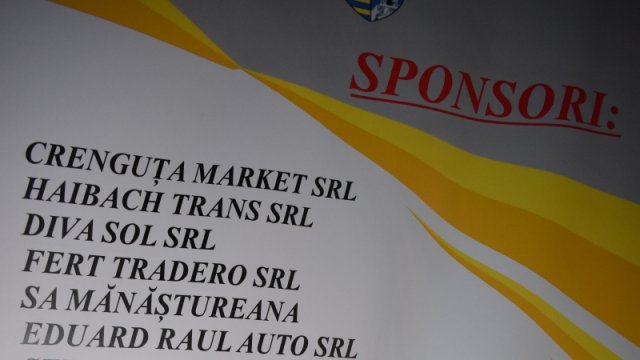 SPONSORI:
CRENGUȚA MARKET SRL
HAIBACH TRANS SRL
DIVA SOL SRL
FERT TRADERO SRL
SA MĂNĂȘTUREANA
EDUARD RAUL AUTO SRL